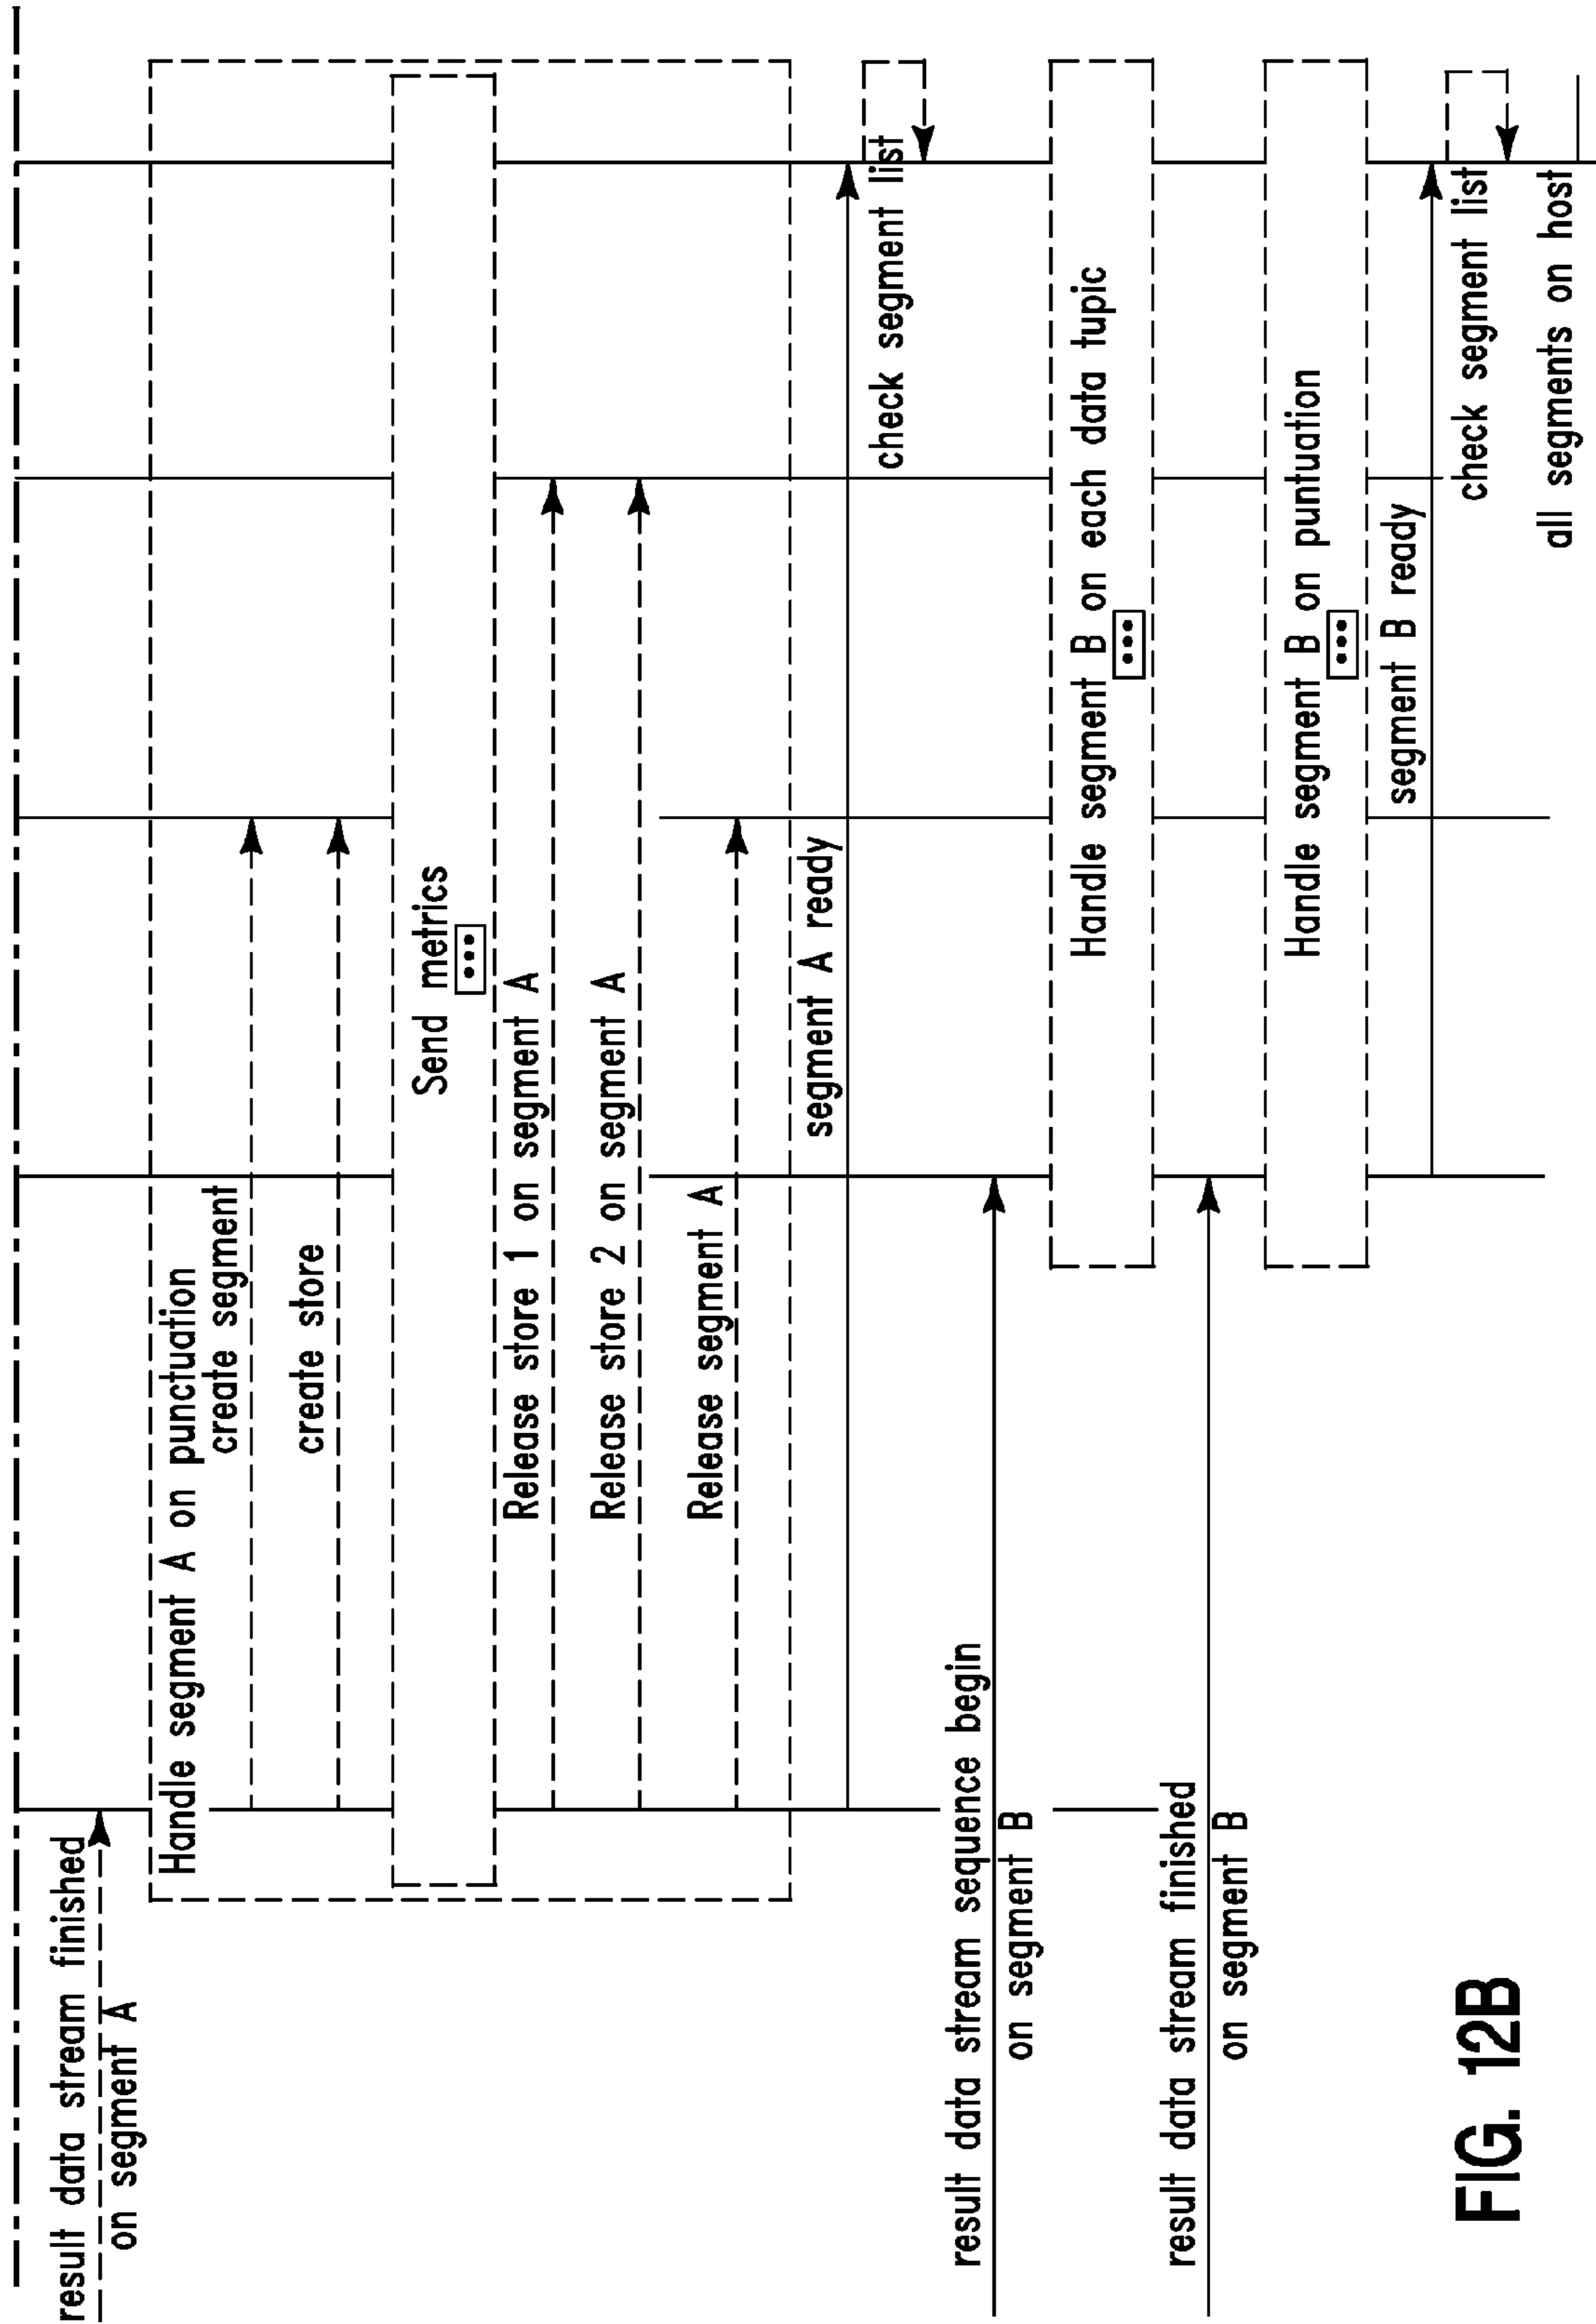 result data stream finished
on segment A
Handle segment A on punctuation
create segment
create store
Send metrics
Release store 1 on segment A
Release store 2 on segment A
Release segment A
segment A ready
check segment list
result data stream sequence begin
on segment B
Handle segment B on each data tupic
result data stream finished
on segment B
Handle segment B on puntuation
segment B ready
check segment list
all segments on host
FIG. 12B